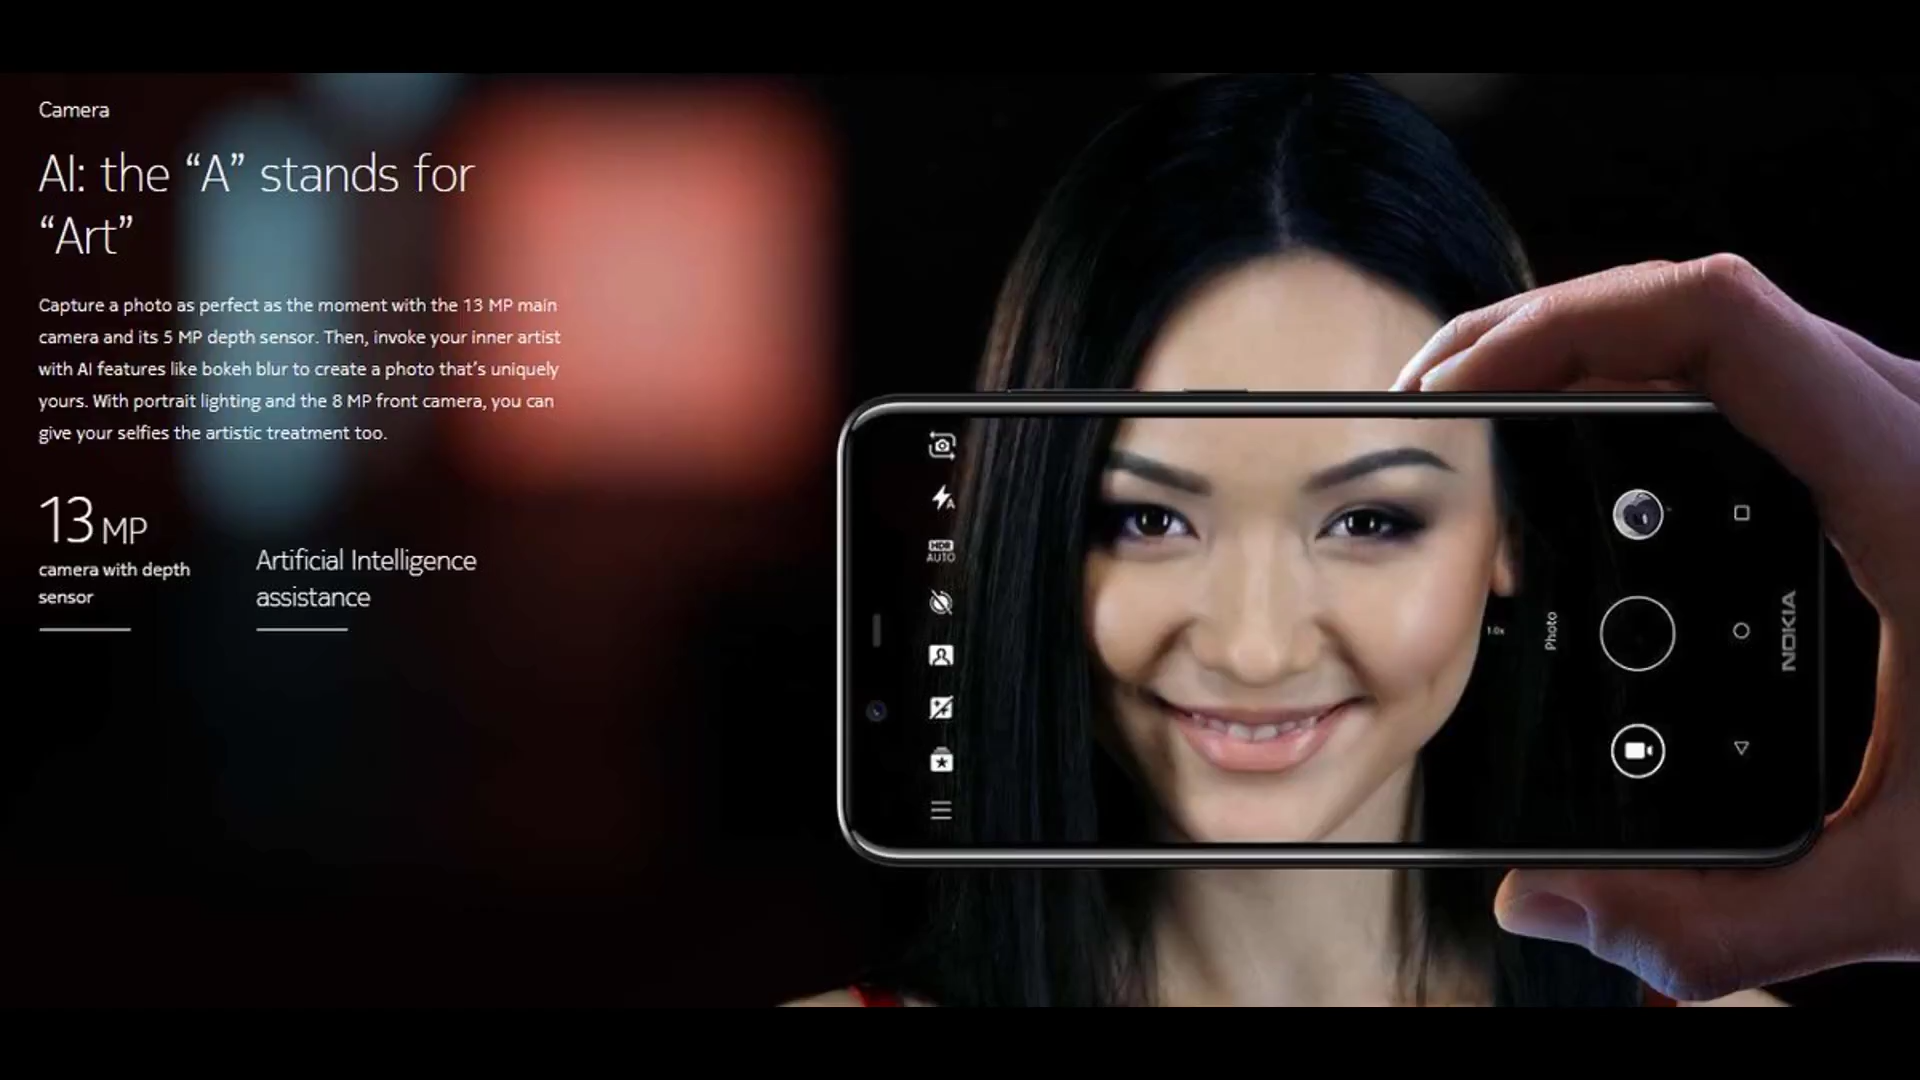 Camera
AI: the “A” stands for
“Art”
Capture a photo as perfect as the moment with the 13 MP main
camera and its 5 MP depth sensor. Then, invoke your inner artist
with AI features like bokeh blur to create a photo that’s uniquely
yours. With portrait lighting and the 8 MP front camera, you can
give your selfies the artistic treatment too.
13 MP
camera with depth
sensor
Artificial Intelligence
assistance
A
HDR
AUTO
1.0x
Photo
NOKIA